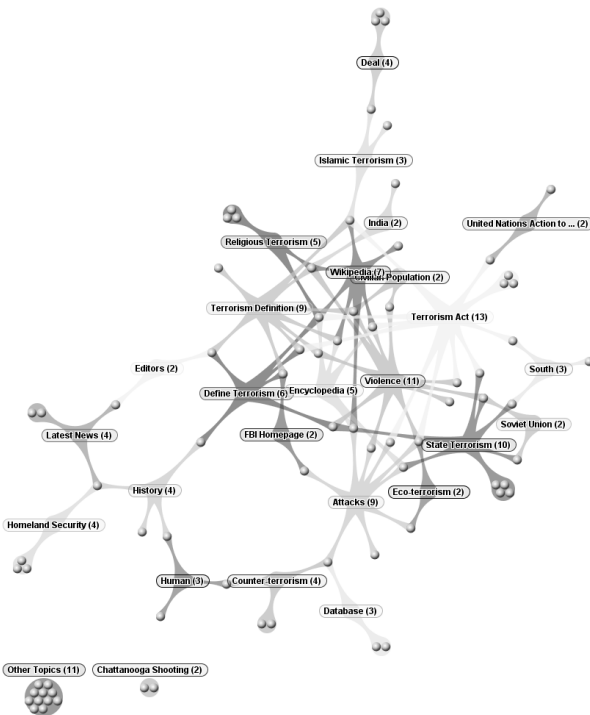 Deal (4)
Islamic Terrorism (3)
India (2)
United Nations Action to ... (2)
Religious Terrorism (5)
Wikipedia (7)
Civilian Population (2)
Terrorism Definition (9)
Terrorism Act (13)
Editors (2)
South (3)
Define Terrorism (6)
Encyclopedia (5)
Violence (11)
Soviet Union (2)
Latest News (4)
FBI Homepage (2)
State Terrorism (10)
History (4)
Attacks (9)
Eco-terrorism (2)
Homeland Security (4)
Human (3)
Counter-terrorism (4)
Database (3)
Other Topics (11)
Chattanooga Shooting (2)